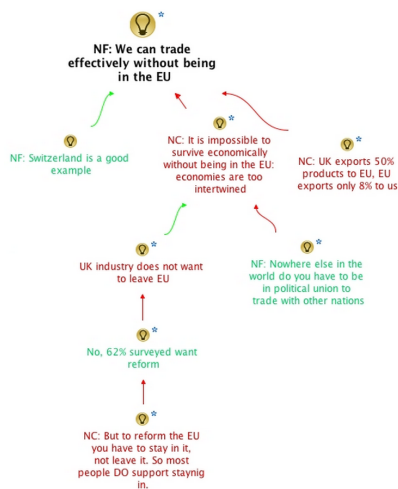 NF: We can trade
effectively without being
in the EU
NF: Switzerland is a good
example
NC: It is impossible to
survive economically
without being in the EU:
economies are too
intertwined
NC: UK exports 50%
products to EU, EU
exports only 8% to us
UK industry does not want
to leave EU
NF: Nowhere else in the
world do you have to be
in political union to
trade with other nations
No, 62% surveyed want
reform
NC: But to reform the EU
you have to stay in it,
not leave it. So most
people DO support staynig
in.